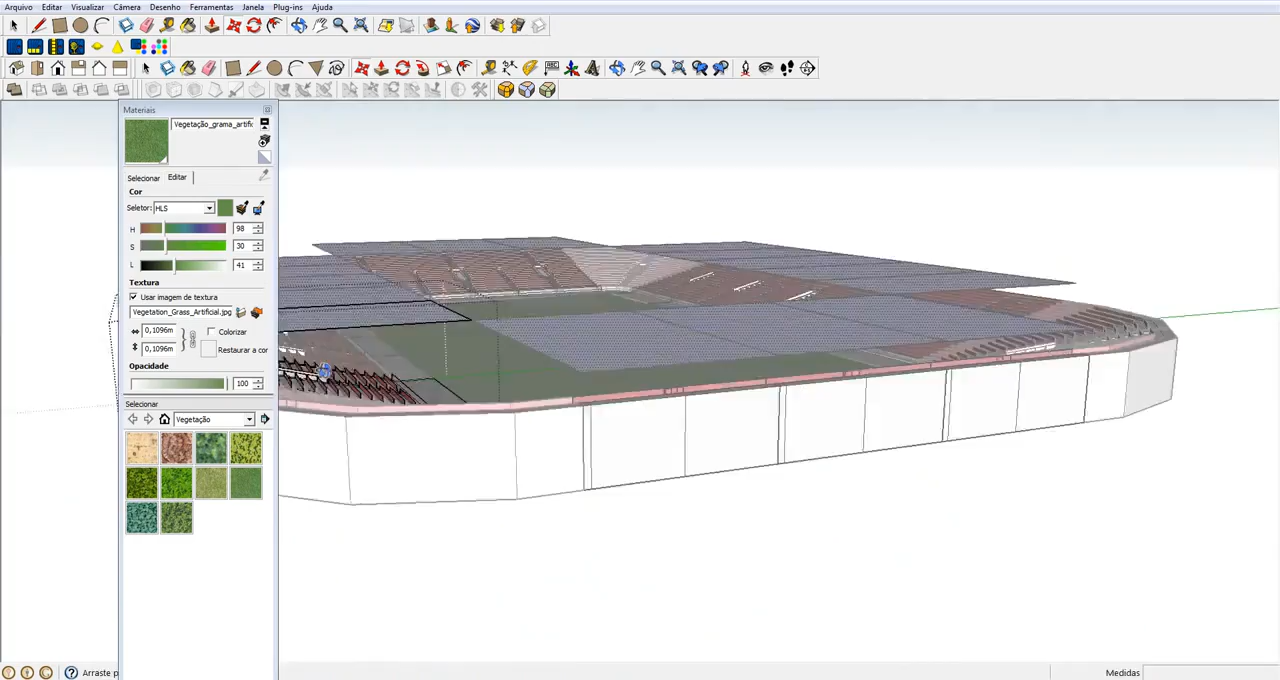 Arquivo Editar Visualizar Câmera Desenho Ferramentas Janela Plug-ins Ajuda
Materiais
Vegetação_grama_artific
Selecionar Editar
Cor
Seletor: HLS
H 98
S 30
L 41
Textura
Usar imagem de textura
Vegetation_Grass_Artificial.jpg
0,1096m Colorizar
0,1096m Restaurar a cor
Opacidade
100
Selecionar
Vegetação
Arraste p Medidas